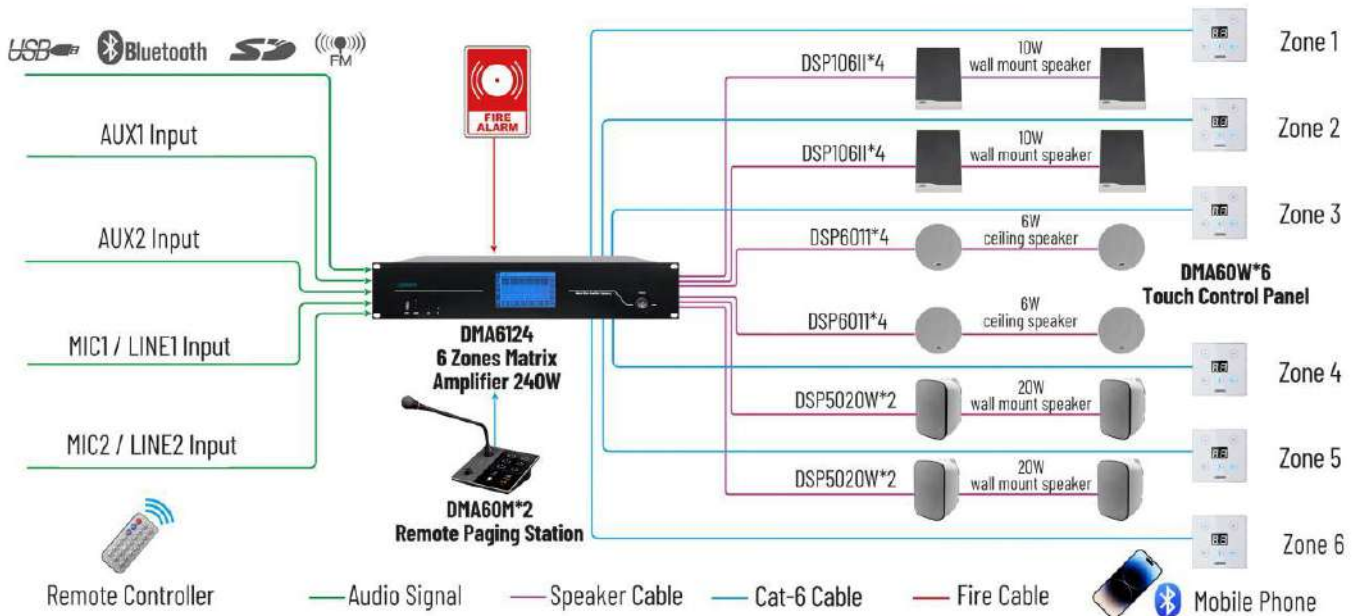 USB
Bluetooth
SD
FM
AUX1 Input
AUX2 Input
MIC1 / LINE1 Input
MIC2 / LINE2 Input
Remote Controller
FIRE
ALARM
DMA6124
6 Zones Matrix
Amplifier 240W
DMA60M*2
Remote Paging Station
DSP106II*4
10W
wall mount speaker
DSP106II*4
10W
wall mount speaker
DSP6011*4
6W
ceiling speaker
DSP6011*4
6W
ceiling speaker
DSP5020W*2
20W
wall mount speaker
DSP5020W*2
20W
wall mount speaker
Zone 1
Zone 2
Zone 3
DMA60W*6
Touch Control Panel
Zone 4
Zone 5
Zone 6
Audio Signal
Speaker Cable
Cat-6 Cable
Fire Cable
Mobile Phone